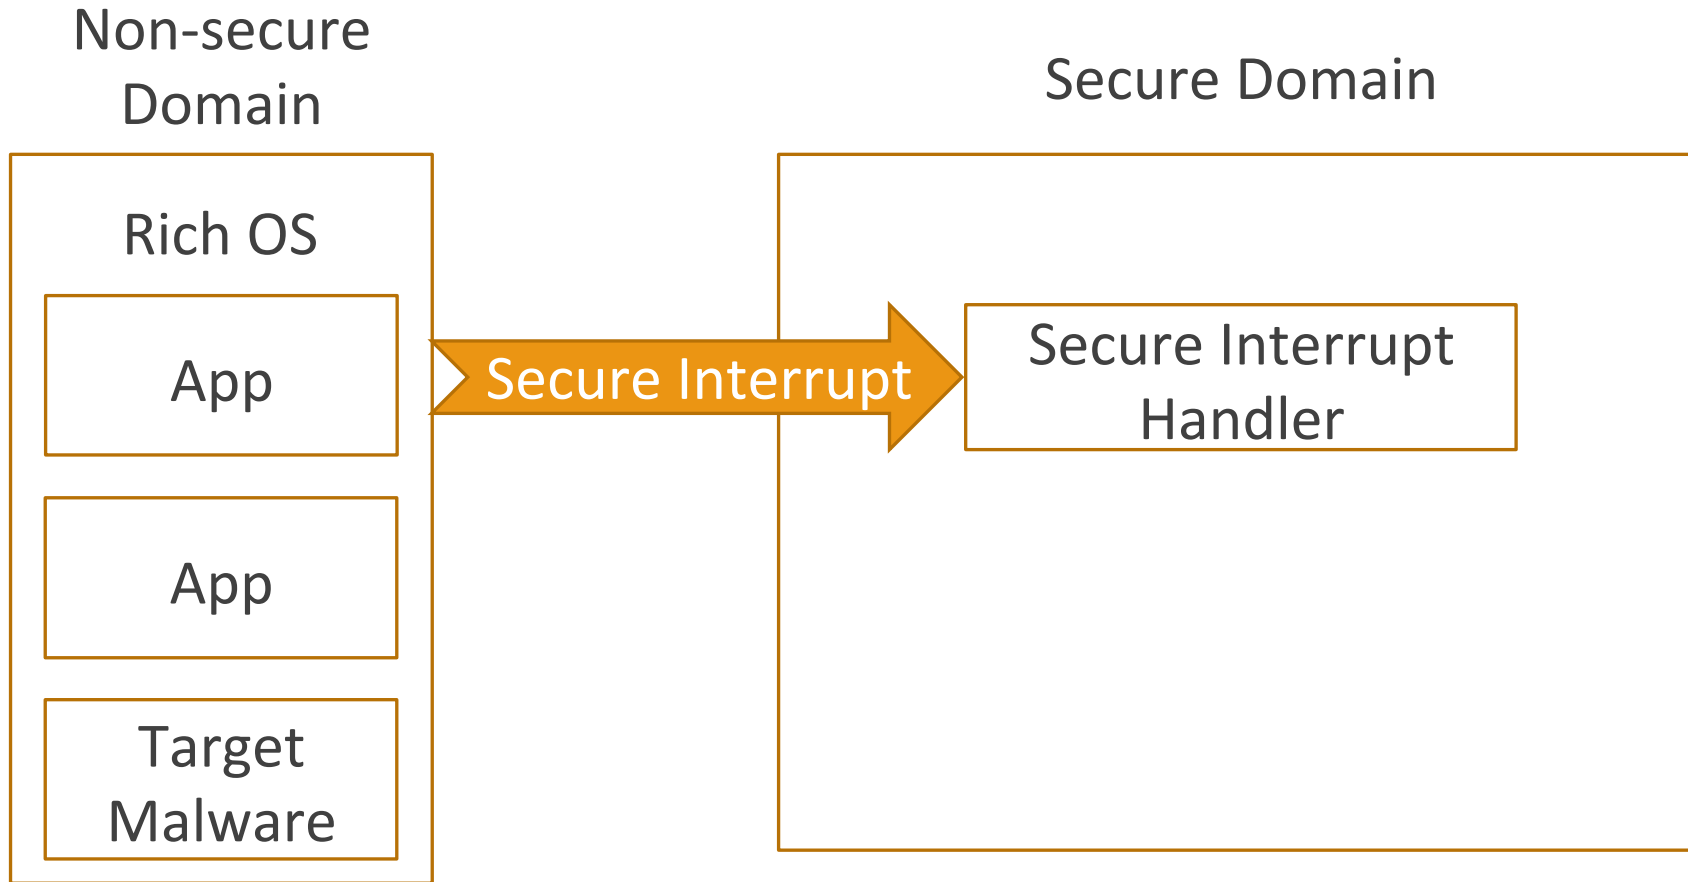 Non-secure
Domain
Secure Domain
Rich OS
App
Secure Interrupt
Secure Interrupt
Handler
App
Target
Malware